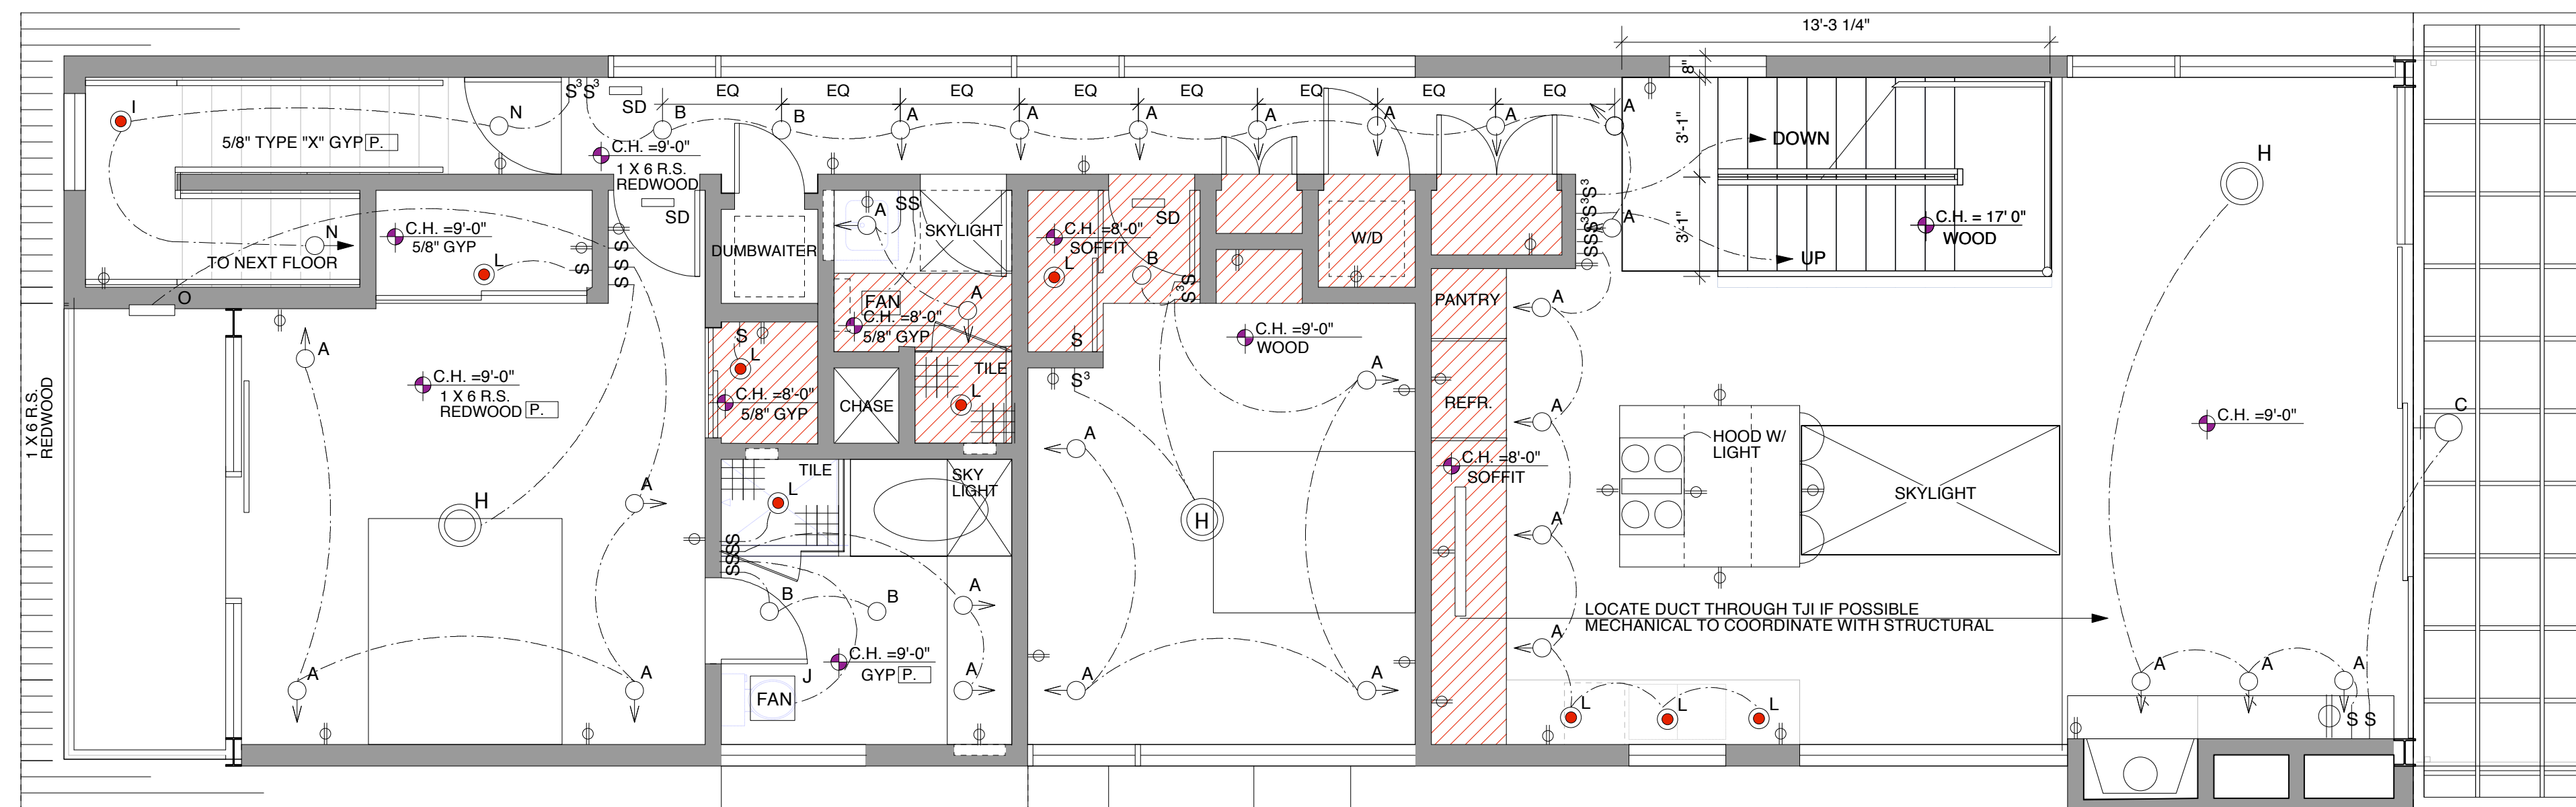 13'-3 1/4"
8"
EQ EQ EQ EQ EQ EQ EQ EQ
S³S³
SD
I
N
B B A A A A A A A
5/8" TYPE "X" GYP P.
C.H. =9'-0"
1 X 6 R.S.
REDWOOD
3'-1"
DOWN
H
SD
A
SS
SD
S³
A
3'-1"
C.H. = 17' 0"
WOOD
C.H. =9'-0"
5/8" GYP
N
TO NEXT FLOOR
L
S
S
S
S
O
DUMBWAITER
SKYLIGHT
C.H. =8'-0"
SOFFIT
L
B
S³S
W/D
SSS³S³
UP
FAN
A
C.H. =8'-0"
5/8" GYP
PANTRY
A
S
L
S
C.H. =9'-0"
WOOD
A
C.H. =9'-0"
1 X 6 R.S.
REDWOOD P.
1 X 6 R.S.
REDWOOD
C.H. =8'-0"
5/8" GYP
CHASE
TILE
L
S³
A
REFR.
A
C.H. =9'-0"
C
A
HOOD W/
LIGHT
C.H. =8'-0"
SOFFIT
TILE
L
SKY
LIGHT
H
A
H
A
SKYLIGHT
SSSS
B B
A
LOCATE DUCT THROUGH TJI IF POSSIBLE
MECHANICAL TO COORDINATE WITH STRUCTURAL
A
C.H. =9'-0"
GYP P.
J
FAN
A A A A A
A A A
L L L
S S